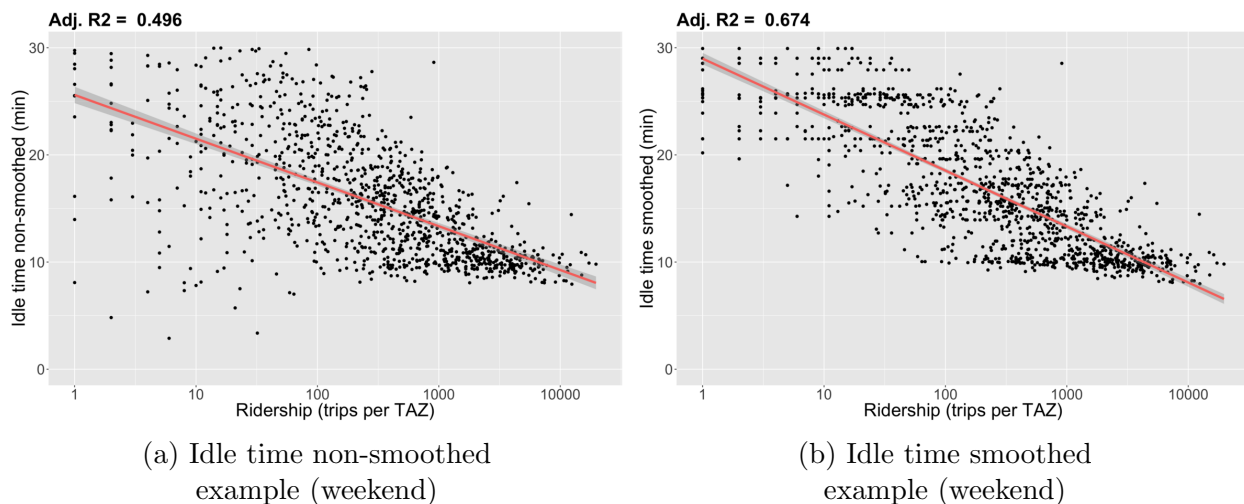 Adj. R2 = 0.496
Idle time non-smoothed (min)
30
20
10
0
1 10 100 1000 10000
Ridership (trips per TAZ)
(a) Idle time non-smoothed
example (weekend)
Adj. R2 = 0.674
Idle time smoothed (min)
30
20
10
0
1 10 100 1000 10000
Ridership (trips per TAZ)
(b) Idle time smoothed
example (weekend)